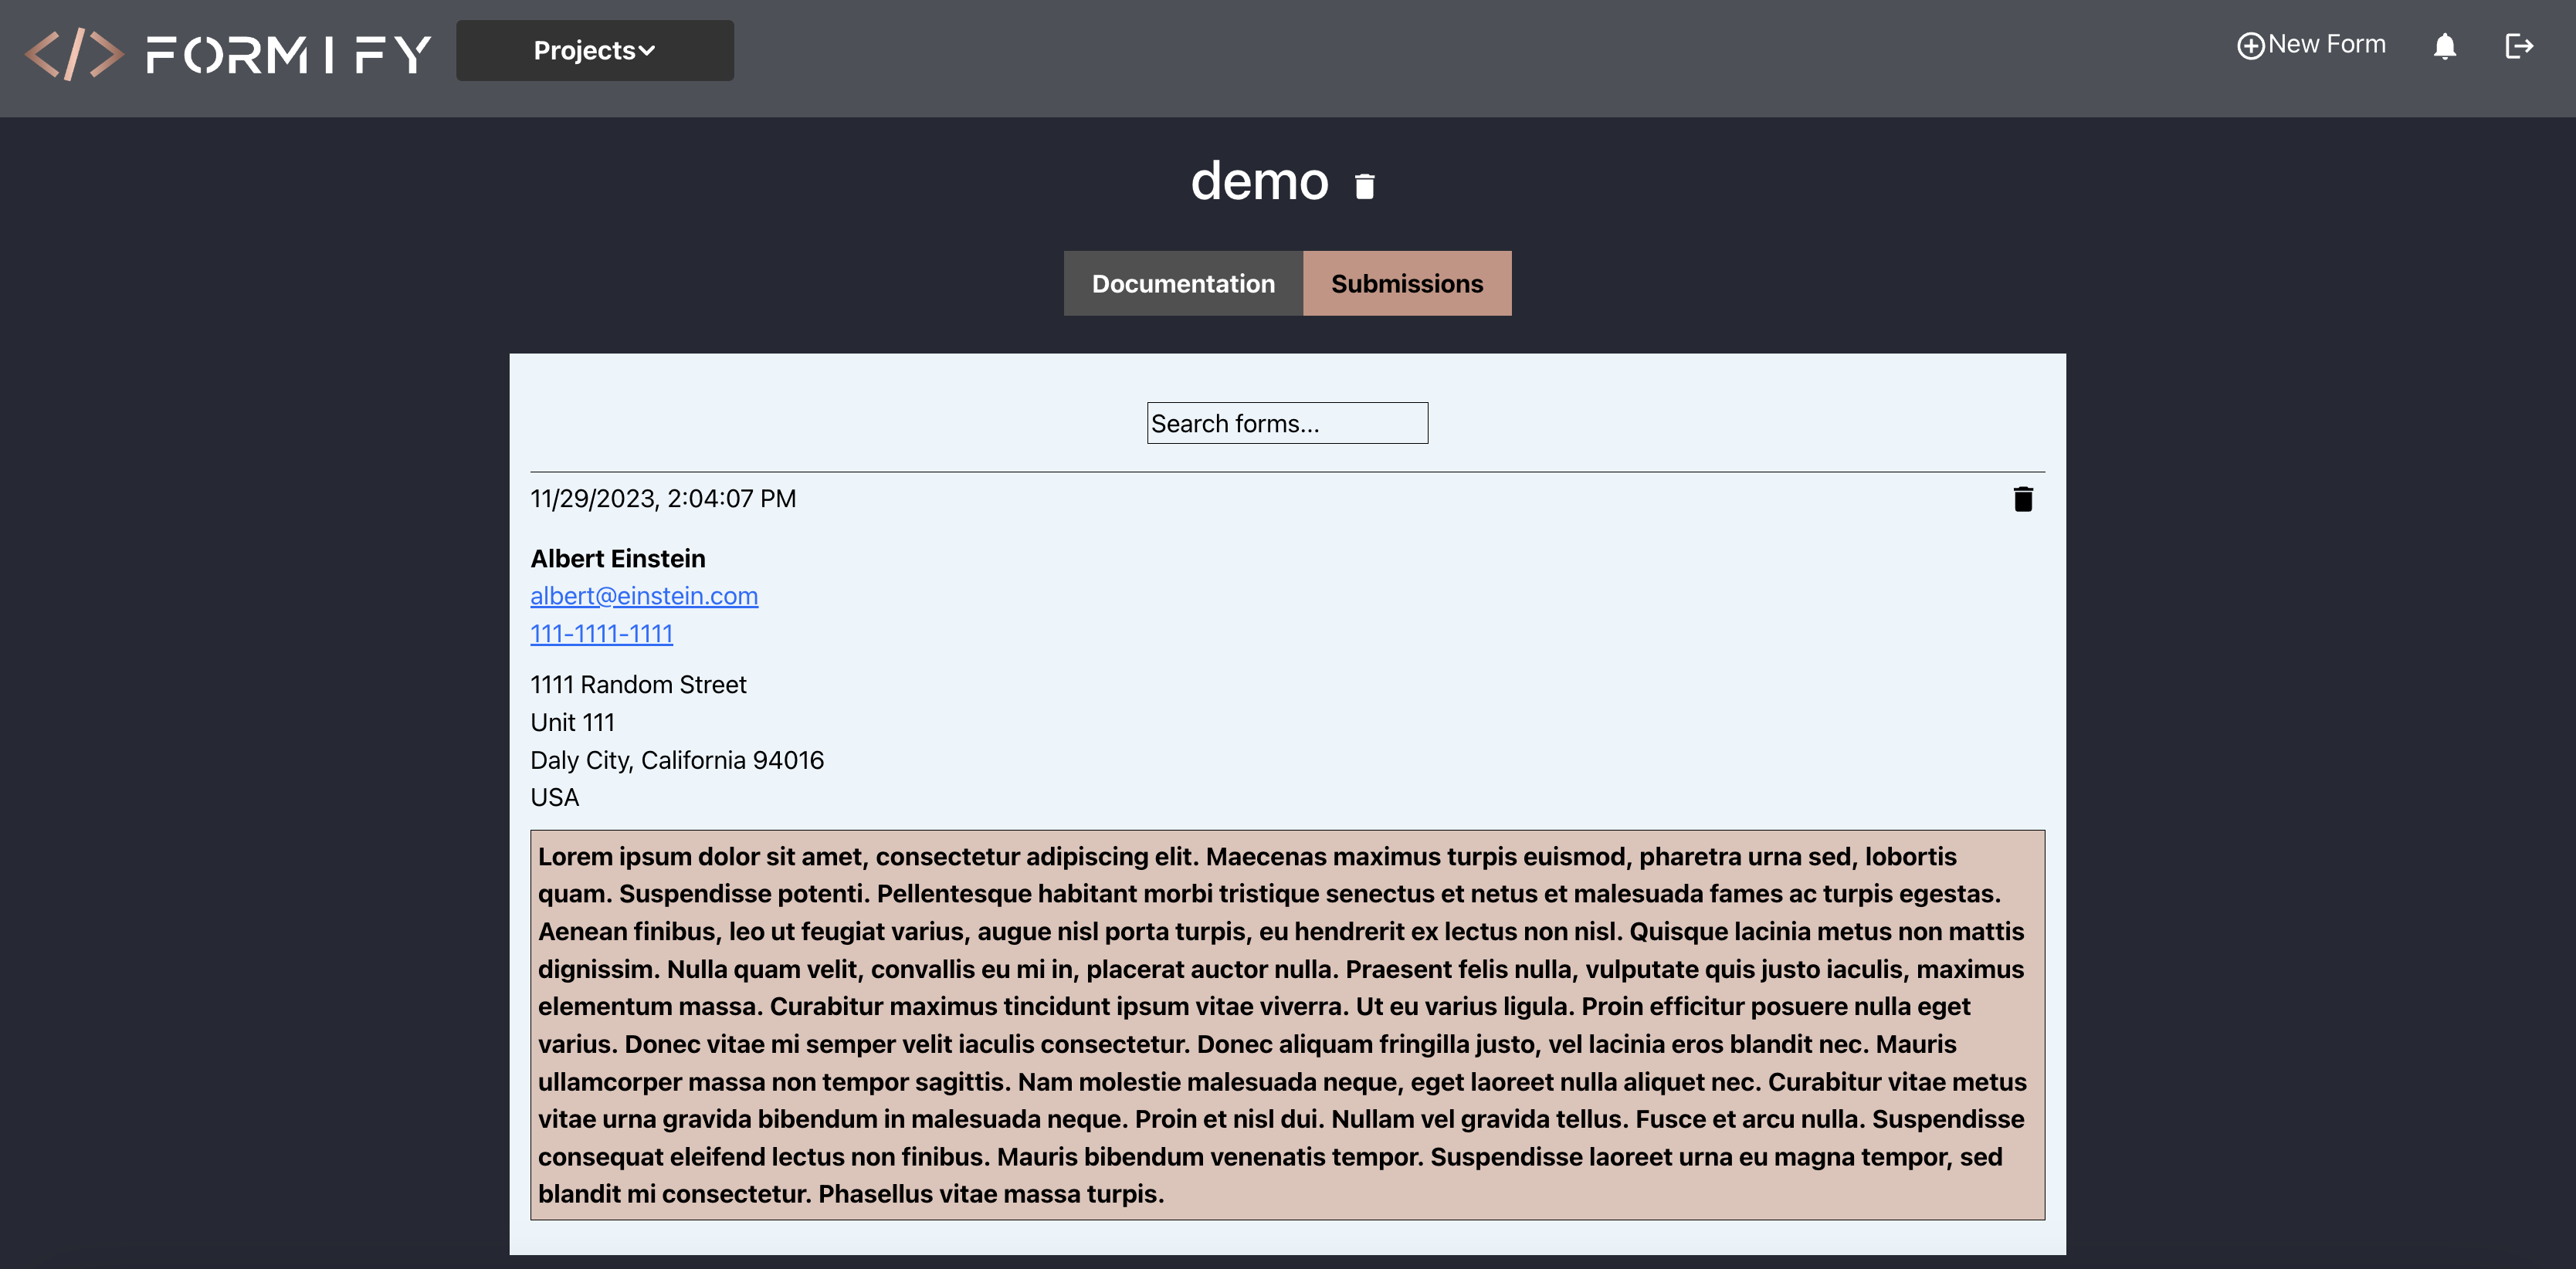 </> FORMIFY
Projects
New Form
demo
Documentation
Submissions
Search forms...
11/29/2023, 2:04:07 PM
Albert Einstein
albert@einstein.com
111-1111-1111
1111 Random Street
Unit 111
Daly City, California 94016
USA
Lorem ipsum dolor sit amet, consectetur adipiscing elit. Maecenas maximus turpis euismod, pharetra urna sed, lobortis
quam. Suspendisse potenti. Pellentesque habitant morbi tristique senectus et netus et malesuada fames ac turpis egestas.
Aenean finibus, leo ut feugiat varius, augue nisl porta turpis, eu hendrerit ex lectus non nisl. Quisque lacinia metus non mattis
dignissim. Nulla quam velit, convallis eu mi in, placerat auctor nulla. Praesent felis nulla, vulputate quis justo iaculis, maximus
elementum massa. Curabitur maximus tincidunt ipsum vitae viverra. Ut eu varius ligula. Proin efficitur posuere nulla eget
varius. Donec vitae mi semper velit iaculis consectetur. Donec aliquam fringilla justo, vel lacinia eros blandit nec. Mauris
ullamcorper massa non tempor sagittis. Nam molestie malesuada neque, eget laoreet nulla aliquet nec. Curabitur vitae metus
vitae urna gravida bibendum in malesuada neque. Proin et nisl dui. Nullam vel gravida tellus. Fusce et arcu nulla. Suspendisse
consequat eleifend lectus non finibus. Mauris bibendum venenatis tempor. Suspendisse laoreet urna eu magna tempor, sed
blandit mi consectetur. Phasellus vitae massa turpis.